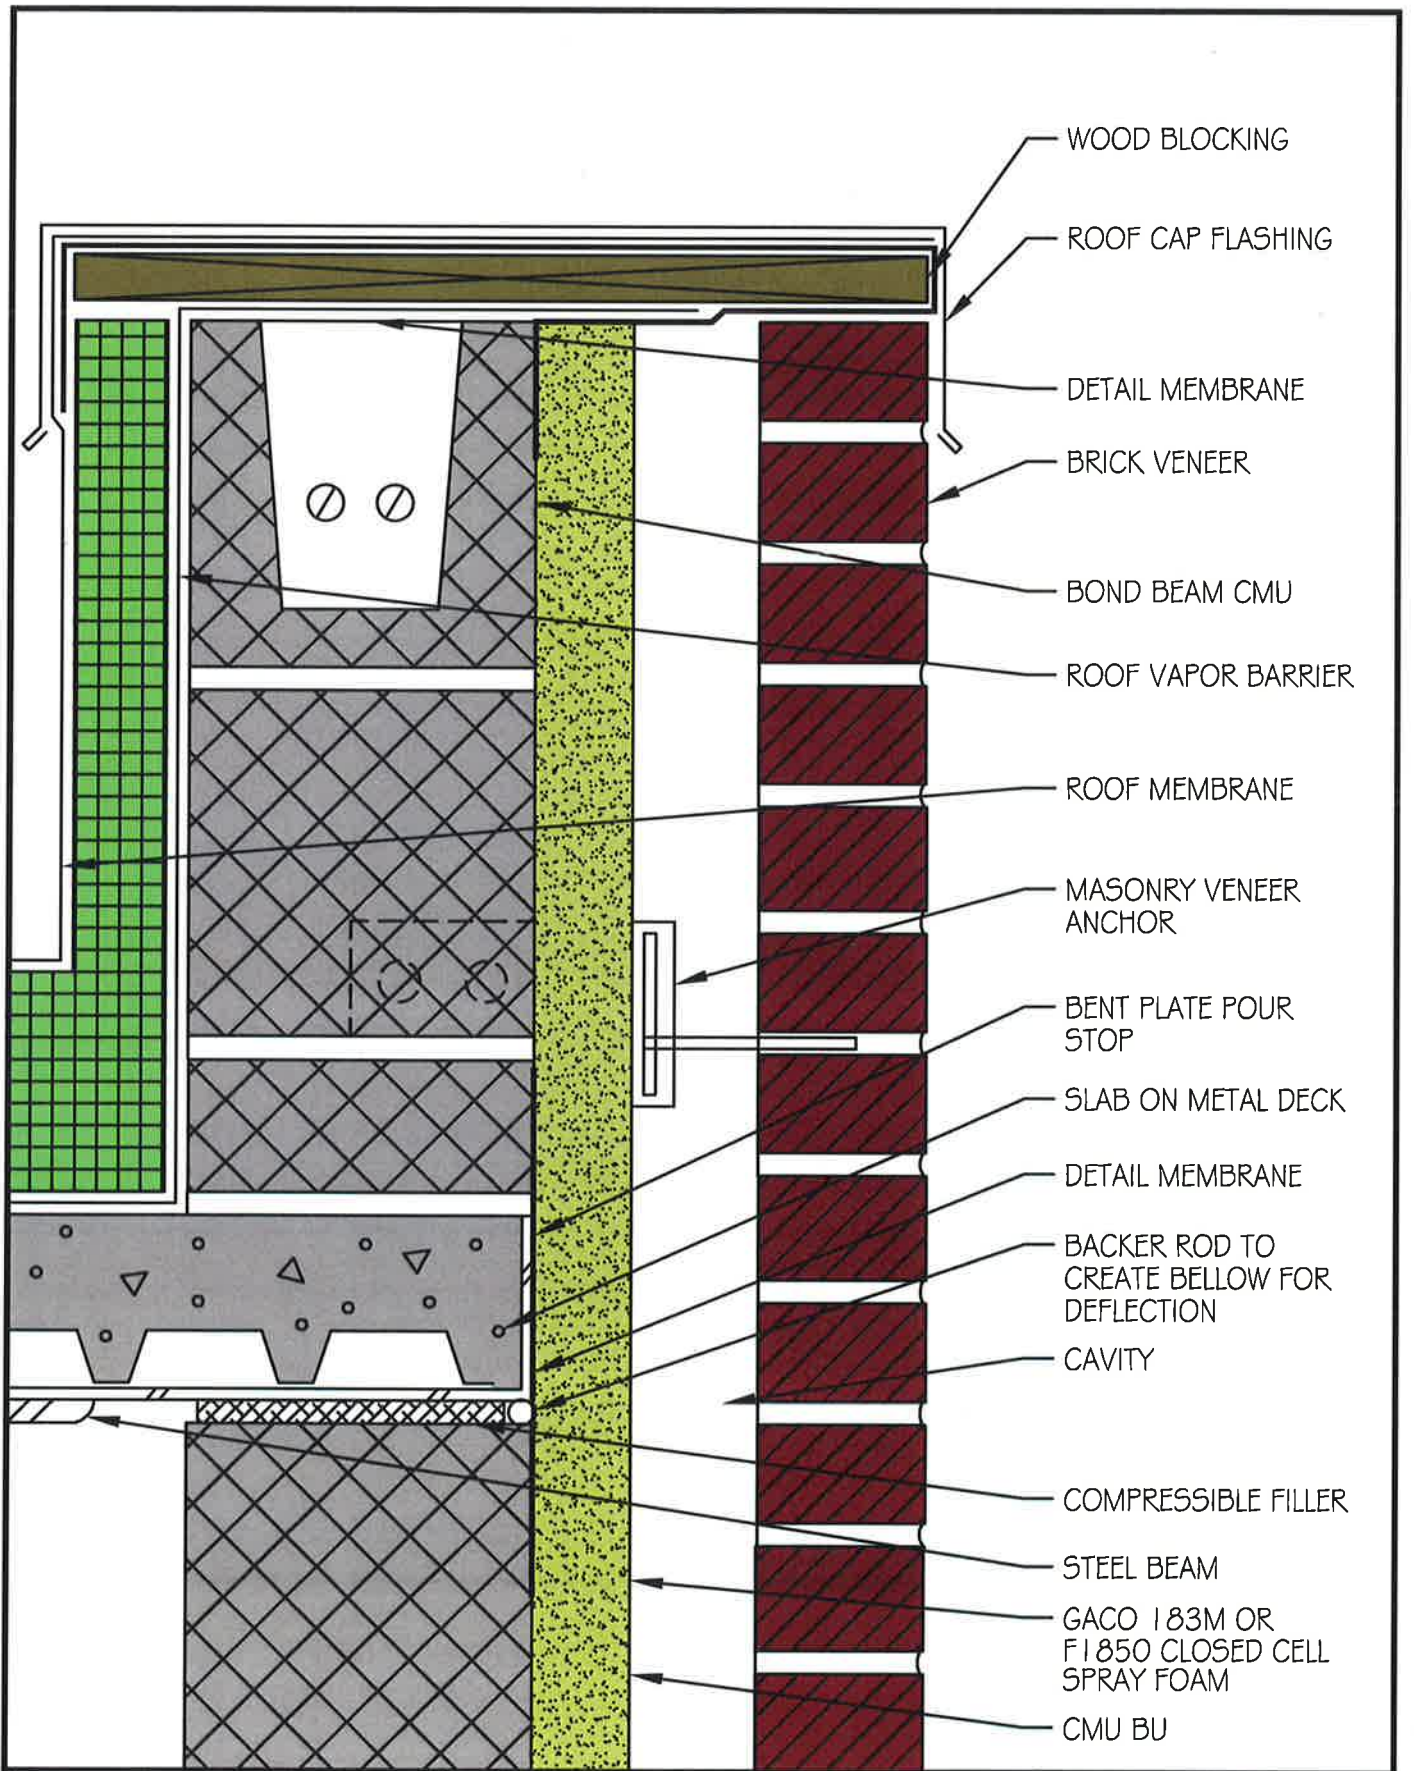 WOOD BLOCKING
ROOF CAP FLASHING
DETAIL MEMBRANE
BRICK VENEER
BOND BEAM CMU
ROOF VAPOR BARRIER
ROOF MEMBRANE
MASONRY VENEER
ANCHOR
BENT PLATE POUR
STOP
SLAB ON METAL DECK
DETAIL MEMBRANE
BACKER ROD TO
CREATE BELLOW FOR
DEFLECTION
CAVITY
COMPRESSIBLE FILLER
STEEL BEAM
GACO 183M OR
F1850 CLOSED CELL
SPRAY FOAM
CMU BU